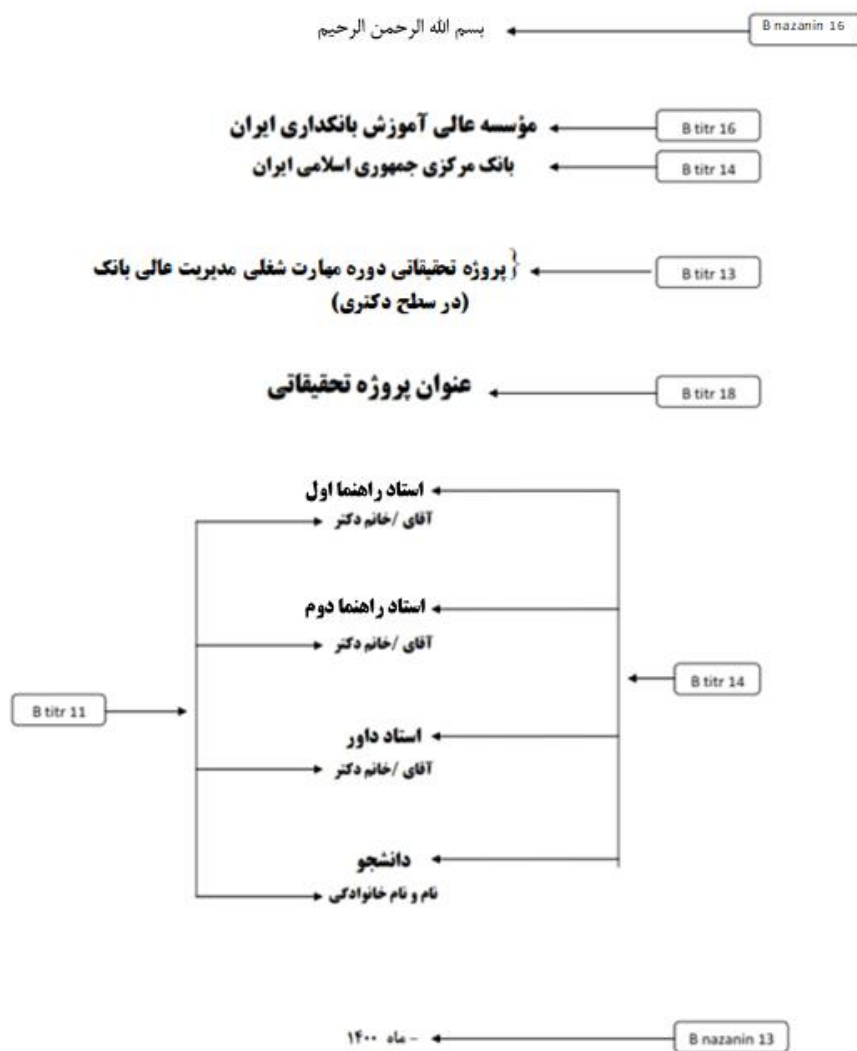 بسم الله الرحمن الرحیم
B nazanin 16
مؤسسه عالی آموزش بانکداری ایران
B titr 16
بانک مرکزی جمهوری اسلامی ایران
B titr 14
{پروژه تحقیقاتی دوره مهارت شغلی مدیریت عالی بانک
B titr 13
(در سطح دکتری)
عنوان پروژه تحقیقاتی
B titr 18
استاد راهنما اول
آقای /خانم دکتر
استاد راهنما دوم
آقای /خانم دکتر
B titr 14
B titr 11
استاد داور
آقای /خانم دکتر
دانشجو
نام و نام خانوادگی
- ماه ۱۴۰۰
B nazanin 13